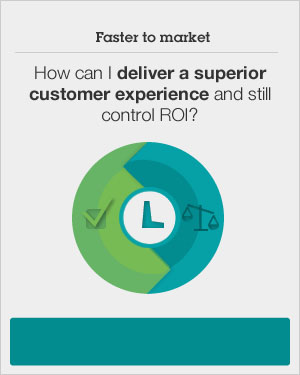 Faster to market
How can I deliver a superior
customer experience and still
control ROI?